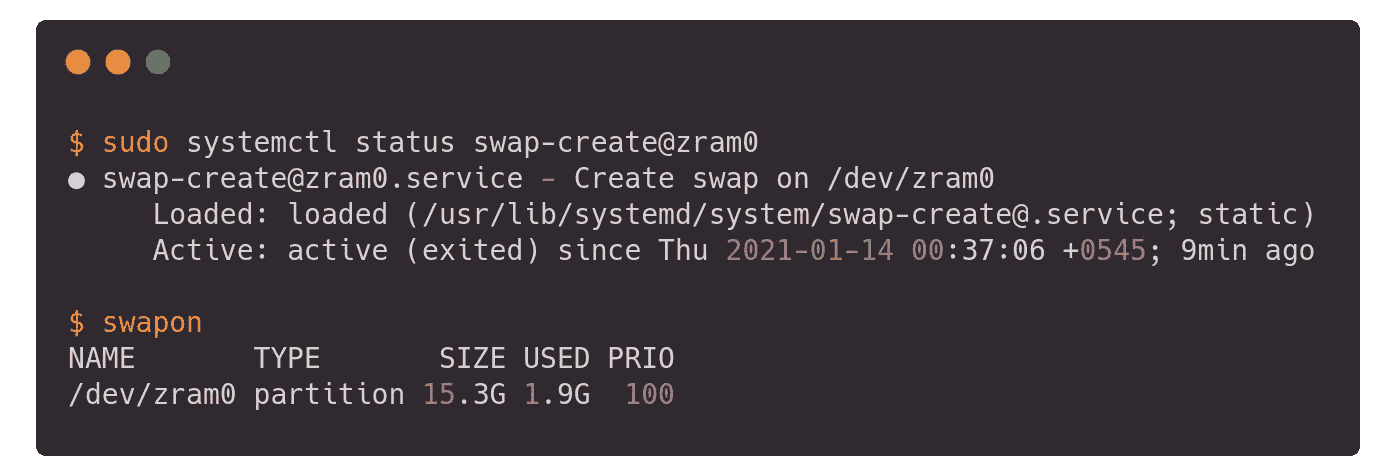 $ sudo systemctl status swap-create@zram0
● swap-create@zram0.service - Create swap on /dev/zram0
     Loaded: loaded (/usr/lib/systemd/system/swap-create@.service; static)
     Active: active (exited) since Thu 2021-01-14 00:37:06 +0545; 9min ago
$ swapon
NAME       TYPE       SIZE USED PRIO
/dev/zram0 partition 15.3G 1.9G  100